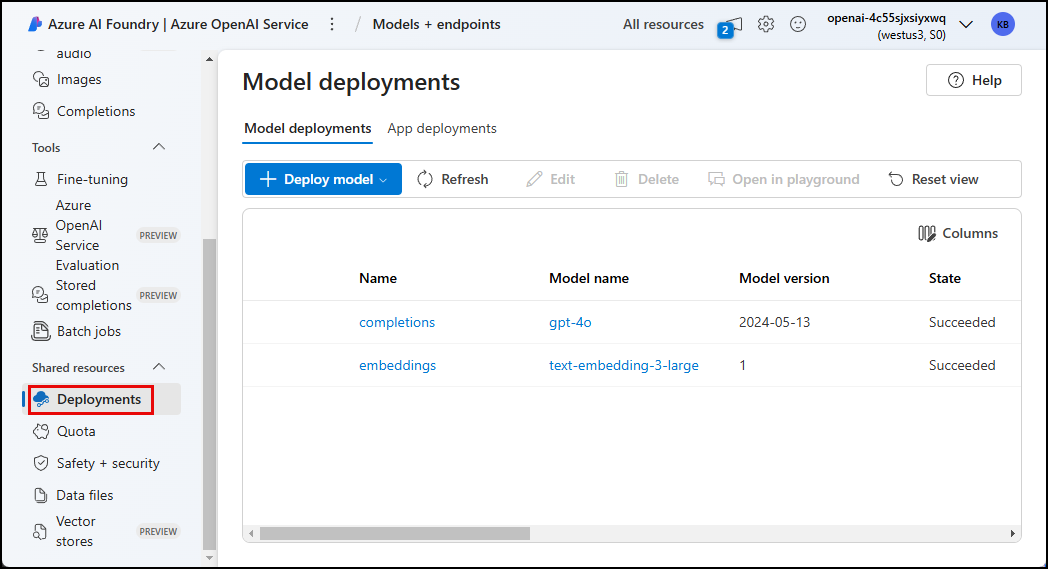 Azure AI Foundry | Azure OpenAI Service / Models + endpoints All resources 2 openai-4c55sjxsiyxwq KB
(westus3, S0)
audio
Images
Completions
Tools
Fine-tuning
Azure
OpenAI
Service
Evaluation
PREVIEW
Stored
completions
PREVIEW
Batch jobs
Shared resources
Deployments
Quota
Safety + security
Data files
Vector
stores
PREVIEW
Model deployments
Help
Model deployments App deployments
Deploy model Refresh Edit Delete Open in playground Reset view
Columns
Name Model name Model version State
completions gpt-4o 2024-05-13 Succeeded
embeddings text-embedding-3-large 1 Succeeded